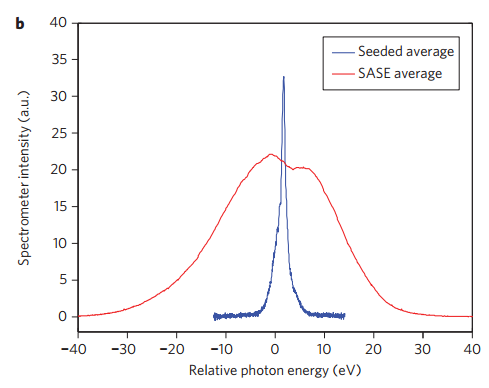 b
40
35
30
25
20
15
10
5
0
Spectrometer intensity (a.u.)
Seeded average
SASE average
−40 −30 −20 −10 0 10 20 30 40
Relative photon energy (eV)